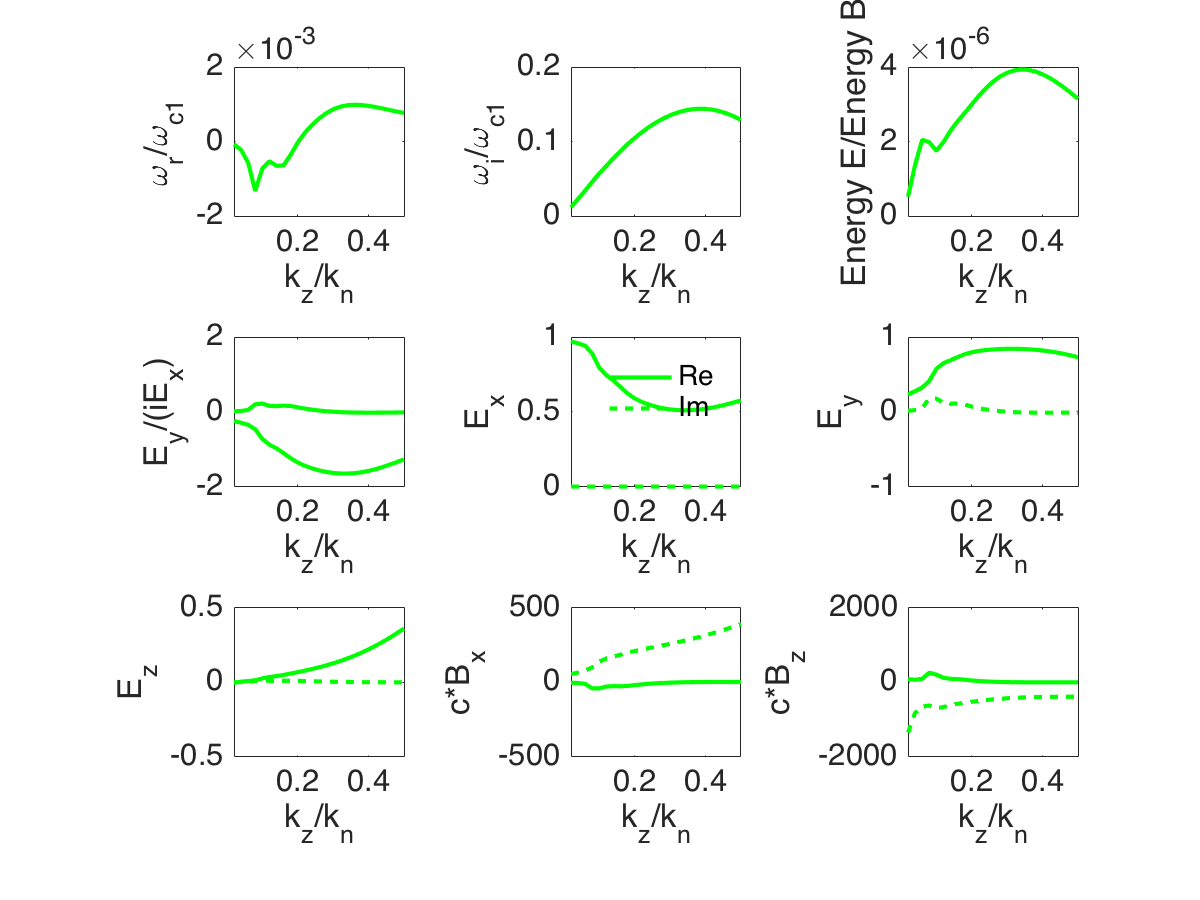 ×10^-3
2
0
-2
ω_r/ω_c1
0.2 0.4
k_z/k_n
0.2
0.1
0
ω_i/ω_c1
0.2 0.4
k_z/k_n
×10^-6
4
2
0
Energy E/Energy B
0.2 0.4
k_z/k_n
2
0
-2
E_y/(iE_x)
0.2 0.4
k_z/k_n
1
0.5
0
E_x
Re
Im
0.2 0.4
k_z/k_n
1
0
-1
E_y
0.2 0.4
k_z/k_n
0.5
0
-0.5
E_z
0.2 0.4
k_z/k_n
500
0
-500
c*B_x
0.2 0.4
k_z/k_n
2000
0
-2000
c*B_z
0.2 0.4
k_z/k_n